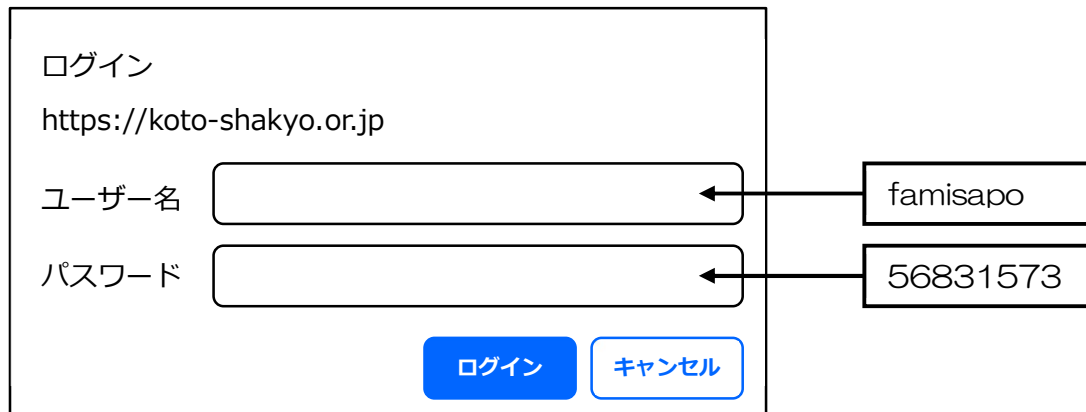 ログイン
https://koto-shakyo.or.jp
ユーザー名
famisapo
パスワード
56831573
ログイン
キャンセル